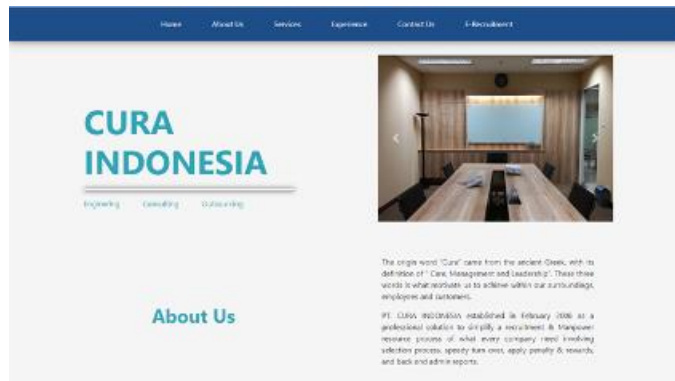 Home About Us Services Experience Contact Us E-Recruitment
CURA
INDONESIA
Engineering Consulting Outsourcing
The origin word "Cura" came from the ancient Greek, with its
definition of " Care, Management and Leadership". These three
words is what motivate us to achieve within our surroundings,
employees and customers.
About Us
PT. CURA INDONESIA established in February 2006 as a
professional solution to simplify a recruitment & Manpower
resource process of what every company need involving
selection process, speedy turn over, apply penalty & rewards,
and back end admin reports.